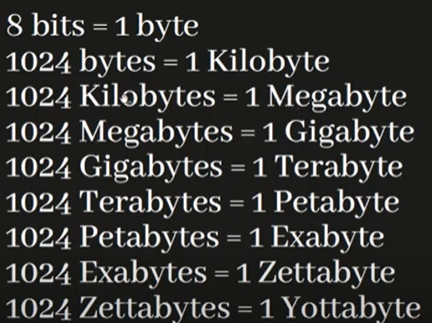 8 bits = 1 byte
1024 bytes = 1 Kilobyte
1024 Kilobytes = 1 Megabyte
1024 Megabytes = 1 Gigabyte
1024 Gigabytes = 1 Terabyte
1024 Terabytes = 1 Petabyte
1024 Petabytes = 1 Exabyte
1024 Exabytes = 1 Zettabyte
1024 Zettabytes = 1 Yottabyte